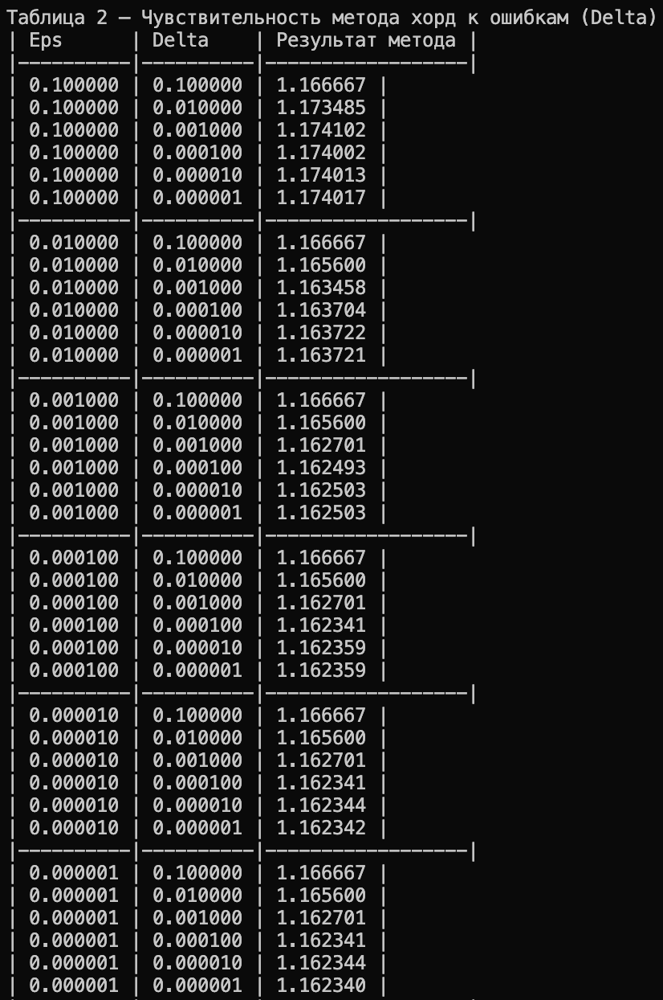 Таблица 2 – Чувствительность метода хорд к ошибкам (Delta)
| Eps | Delta | Результат метода |
|----------|----------|------------------|
| 0.100000 | 0.100000 | 1.166667 |
| 0.100000 | 0.010000 | 1.173485 |
| 0.100000 | 0.001000 | 1.174102 |
| 0.100000 | 0.000100 | 1.174002 |
| 0.100000 | 0.000010 | 1.174013 |
| 0.100000 | 0.000001 | 1.174017 |
|----------|----------|------------------|
| 0.010000 | 0.100000 | 1.166667 |
| 0.010000 | 0.010000 | 1.165600 |
| 0.010000 | 0.001000 | 1.163458 |
| 0.010000 | 0.000100 | 1.163704 |
| 0.010000 | 0.000010 | 1.163722 |
| 0.010000 | 0.000001 | 1.163721 |
|----------|----------|------------------|
| 0.001000 | 0.100000 | 1.166667 |
| 0.001000 | 0.010000 | 1.165600 |
| 0.001000 | 0.001000 | 1.162701 |
| 0.001000 | 0.000100 | 1.162493 |
| 0.001000 | 0.000010 | 1.162503 |
| 0.001000 | 0.000001 | 1.162503 |
|----------|----------|------------------|
| 0.000100 | 0.100000 | 1.166667 |
| 0.000100 | 0.010000 | 1.165600 |
| 0.000100 | 0.001000 | 1.162701 |
| 0.000100 | 0.000100 | 1.162341 |
| 0.000100 | 0.000010 | 1.162359 |
| 0.000100 | 0.000001 | 1.162359 |
|----------|----------|------------------|
| 0.000010 | 0.100000 | 1.166667 |
| 0.000010 | 0.010000 | 1.165600 |
| 0.000010 | 0.001000 | 1.162701 |
| 0.000010 | 0.000100 | 1.162341 |
| 0.000010 | 0.000010 | 1.162344 |
| 0.000010 | 0.000001 | 1.162342 |
|----------|----------|------------------|
| 0.000001 | 0.100000 | 1.166667 |
| 0.000001 | 0.010000 | 1.165600 |
| 0.000001 | 0.001000 | 1.162701 |
| 0.000001 | 0.000100 | 1.162341 |
| 0.000001 | 0.000010 | 1.162344 |
| 0.000001 | 0.000001 | 1.162340 |